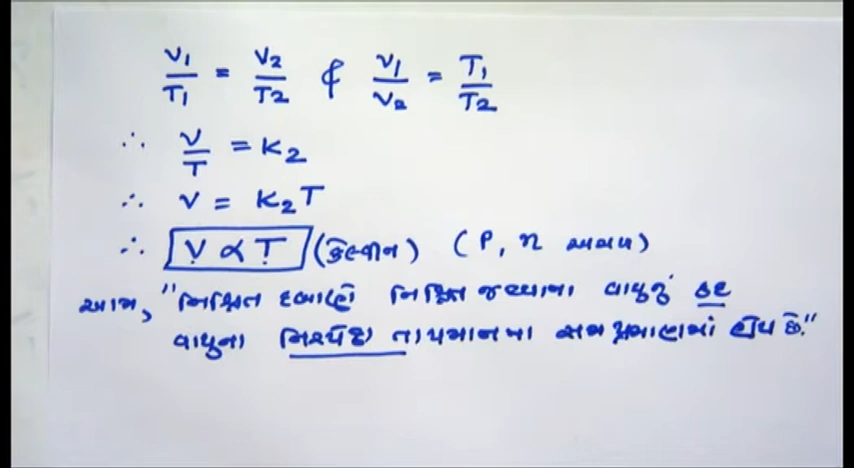 V₁/T₁ = V₂/T₂ ⨍ V₁/V₂ = T₁/T₂
∴ V/T = K₂
∴ V = K₂T
∴ V ∝ T (કેલ્વીન) (P, n અચળ)
આમ, "નિશ્ચિત દબાણે નિશ્ચિત જથ્થાના વાયુનું કદ
વાયુના નિરપેક્ષ તાપમાનના સમપ્રમાણમાં હોય છે."